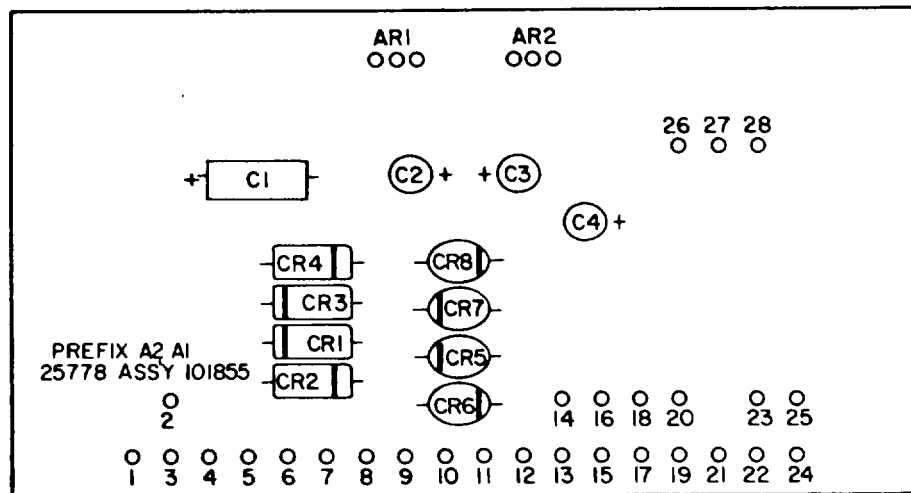 AR1 AR2
26 27 28
+ C1 C2 + + C3
C4 +
CR4 CR8
CR3 CR7
CR1 CR5
CR2 CR6
PREFIX A2 A1
25778 ASSY 101855
2 14 16 18 20 23 25
1 3 4 5 6 7 8 9 10 11 12 13 15 17 19 21 22 24